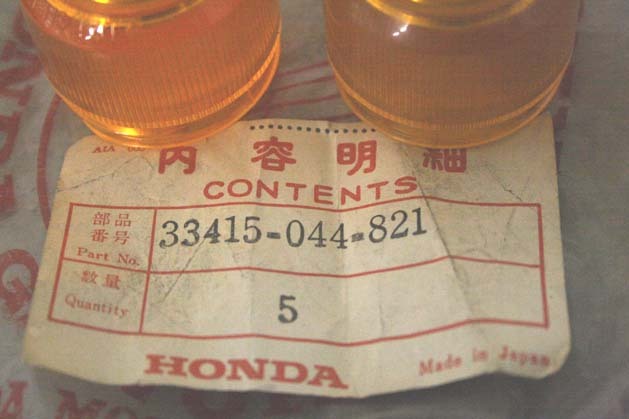 内容明細
CONTENTS
部品番号
Part No.
33415-044-821
数量
Quantity
5
HONDA
Made in Japan